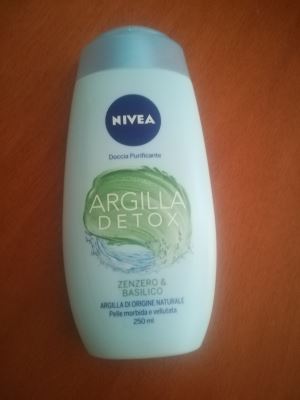 NIVEA
Doccia Purificante
ARGILLA
DETOX
ZENZERO &
BASILICO
ARGILLA DI ORIGINE NATURALE
Pelle morbida e vellutata
250 ml